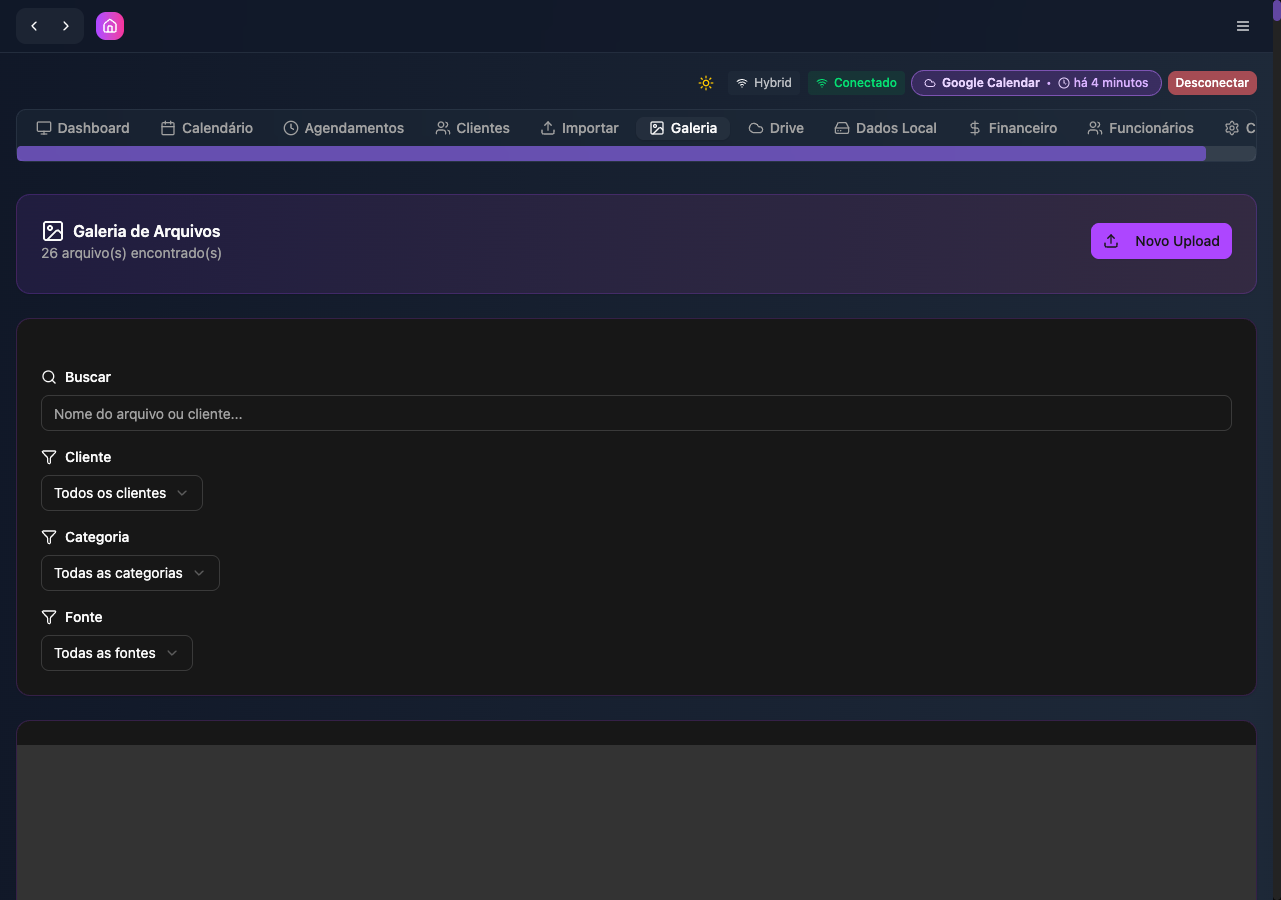 Hybrid Conectado Google Calendar • há 4 minutos Desconectar
Dashboard Calendário Agendamentos Clientes Importar Galeria Drive Dados Local Financeiro Funcionários C
Galeria de Arquivos
26 arquivo(s) encontrado(s)
Novo Upload
Buscar
Nome do arquivo ou cliente...
Cliente
Todos os clientes
Categoria
Todas as categorias
Fonte
Todas as fontes